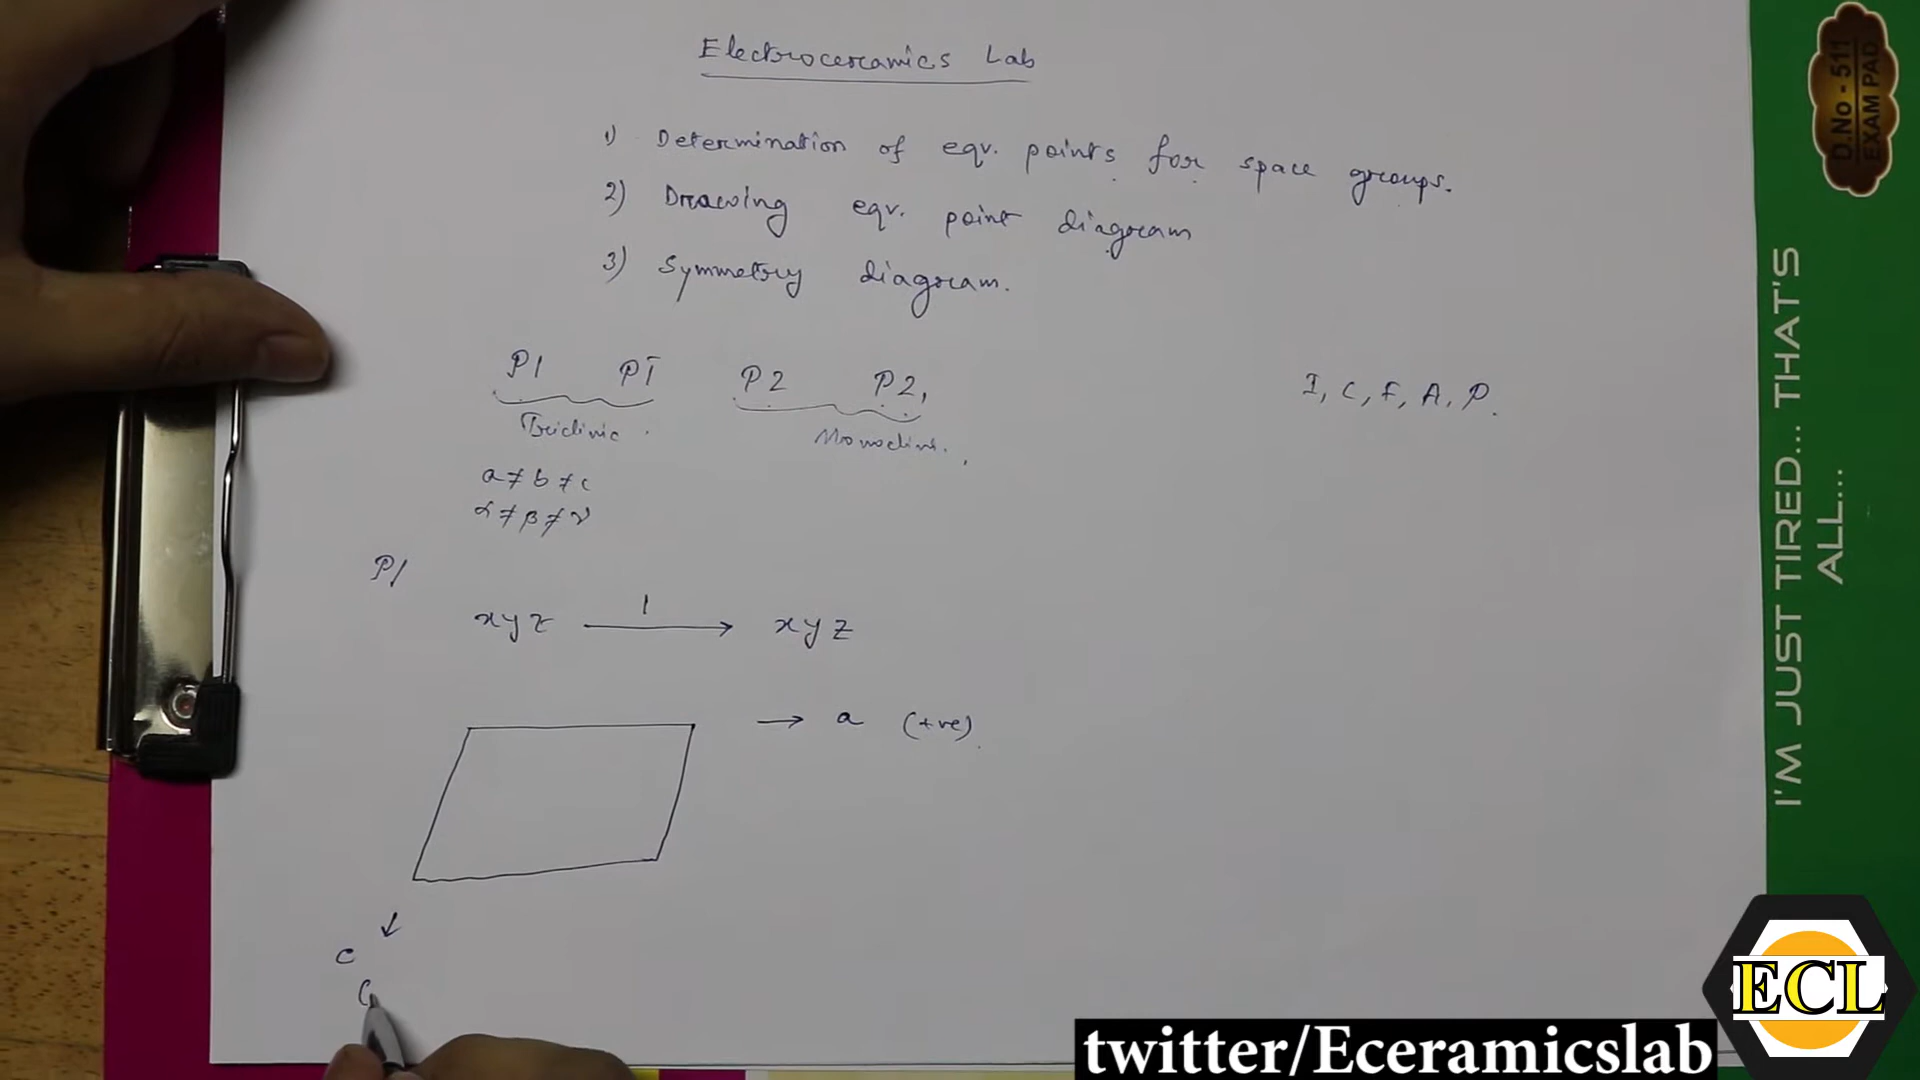 Electroceramics Lab
1) Determination of eqv. points for space groups.
2) Drawing eqv. point diagram
3) Symmetry diagram.
P1 P1̅ P2 P2₁
I, C, F, A, P.
Triclinic Monoclini.
a ≠ b ≠ c
α ≠ β ≠ γ
P1
xyz 1 → xyz
→ a (+ve)
↓
c
(
D.No - 511
EXAM PAD
I'M JUST TIRED... THAT'S
ALL....
ECL
twitter/Eceramicslab